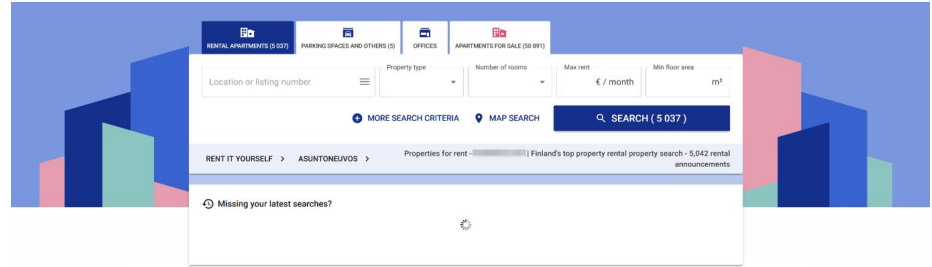 RENTAL APARTMENTS (5 037)
PARKING SPACES AND OTHERS (5)
OFFICES
APARTMENTS FOR SALE (50 891)
Location or listing number
Property type
Number of rooms
Max rent
€ / month
Min floor area
m²
MORE SEARCH CRITERIA
MAP SEARCH
SEARCH ( 5 037 )
RENT IT YOURSELF >
ASUNTONEUVOS >
Properties for rent - | Finland's top property rental property search - 5,042 rental
announcements
Missing your latest searches?